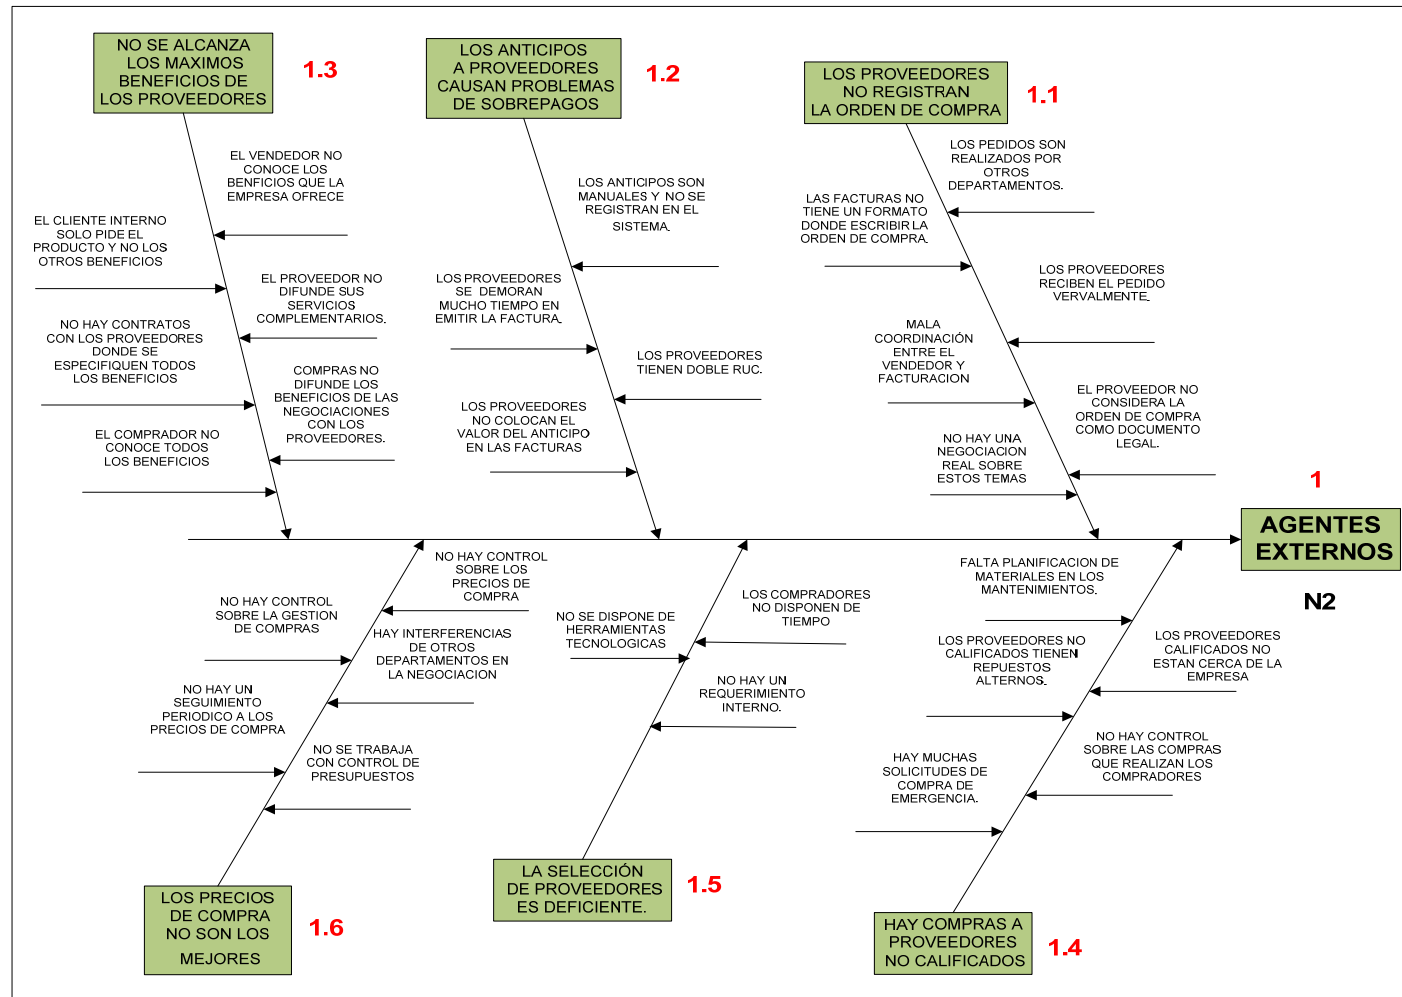 NO SE ALCANZA
LOS MAXIMOS
BENEFICIOS DE
LOS PROVEEDORES
1.3
LOS ANTICIPOS
A PROVEEDORES
CAUSAN PROBLEMAS
DE SOBREPAGOS
1.2
LOS PROVEEDORES
NO REGISTRAN
LA ORDEN DE COMPRA
1.1
EL VENDEDOR NO
CONOCE LOS
BENFICIOS QUE LA
EMPRESA OFRECE
EL CLIENTE INTERNO
SOLO PIDE EL
PRODUCTO Y NO LOS
OTROS BENEFICIOS
EL PROVEEDOR NO
DIFUNDE SUS
SERVICIOS
COMPLEMENTARIOS.
NO HAY CONTRATOS
CON LOS PROVEEDORES
DONDE SE
ESPECIFIQUEN TODOS
LOS BENEFICIOS
COMPRAS NO
DIFUNDE LOS
BENEFICIOS DE LAS
NEGOCIACIONES
CON LOS
PROVEEDORES.
EL COMPRADOR NO
CONOCE TODOS
LOS BENEFICIOS
LOS ANTICIPOS SON
MANUALES Y NO SE
REGISTRAN EN EL
SISTEMA.
LOS PROVEEDORES
SE DEMORAN
MUCHO TIEMPO EN
EMITIR LA FACTURA.
LOS PROVEEDORES
TIENEN DOBLE RUC.
LOS PROVEEDORES
NO COLOCAN EL
VALOR DEL ANTICIPO
EN LAS FACTURAS
LOS PEDIDOS SON
REALIZADOS POR
OTROS
DEPARTAMENTOS.
LAS FACTURAS NO
TIENE UN FORMATO
DONDE ESCRIBIR LA
ORDEN DE COMPRA.
LOS PROVEEDORES
RECIBEN EL PEDIDO
VERVALMENTE.
MALA
COORDINACIÓN
ENTRE EL
VENDEDOR Y
FACTURACION
EL PROVEEDOR NO
CONSIDERA LA
ORDEN DE COMPRA
COMO DOCUMENTO
LEGAL.
NO HAY UNA
NEGOCIACION
REAL SOBRE
ESTOS TEMAS
1
AGENTES
EXTERNOS
N2
NO HAY CONTROL
SOBRE LOS
PRECIOS DE
COMPRA
NO HAY CONTROL
SOBRE LA GESTION
DE COMPRAS
HAY INTERFERENCIAS
DE OTROS
DEPARTAMENTOS EN
LA NEGOCIACION
NO HAY UN
SEGUIMIENTO
PERIODICO A LOS
PRECIOS DE COMPRA
NO SE TRABAJA
CON CONTROL DE
PRESUPUESTOS
LOS PRECIOS
DE COMPRA
NO SON LOS
MEJORES
1.6
LOS COMPRADORES
NO DISPONEN DE
TIEMPO
NO SE DISPONE DE
HERRAMIENTAS
TECNOLOGICAS
NO HAY UN
REQUERIMIENTO
INTERNO.
LA SELECCIÓN
DE PROVEEDORES
ES DEFICIENTE.
1.5
FALTA PLANIFICACION DE
MATERIALES EN LOS
MANTENIMIENTOS.
LOS PROVEEDORES NO
CALIFICADOS TIENEN
REPUESTOS
ALTERNOS.
LOS PROVEEDORES
CALIFICADOS NO
ESTAN CERCA DE LA
EMPRESA
HAY MUCHAS
SOLICITUDES DE
COMPRA DE
EMERGENCIA.
NO HAY CONTROL
SOBRE LAS COMPRAS
QUE REALIZAN LOS
COMPRADORES
HAY COMPRAS A
PROVEEDORES
NO CALIFICADOS
1.4